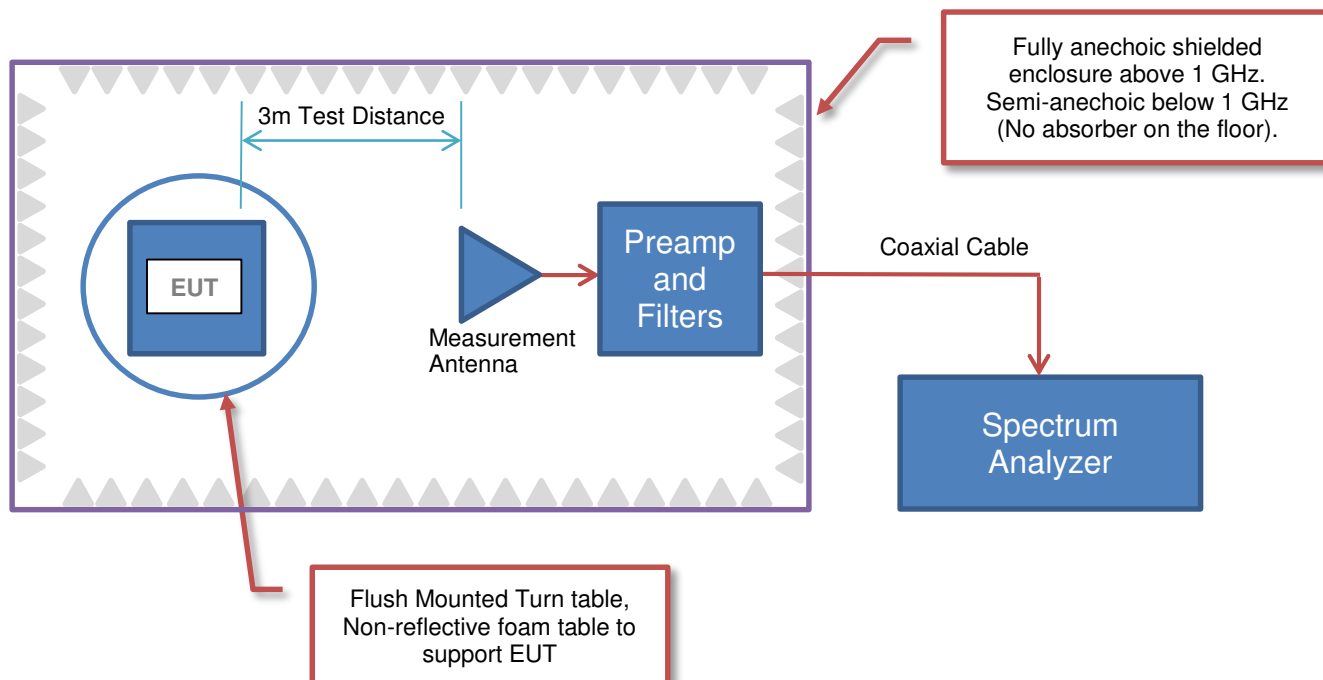 Fully anechoic shielded
enclosure above 1 GHz.
Semi-anechoic below 1 GHz
(No absorber on the floor).
3m Test Distance
EUT
Measurement
Antenna
Preamp
and
Filters
Coaxial Cable
Spectrum
Analyzer
Flush Mounted Turn table,
Non-reflective foam table to
support EUT